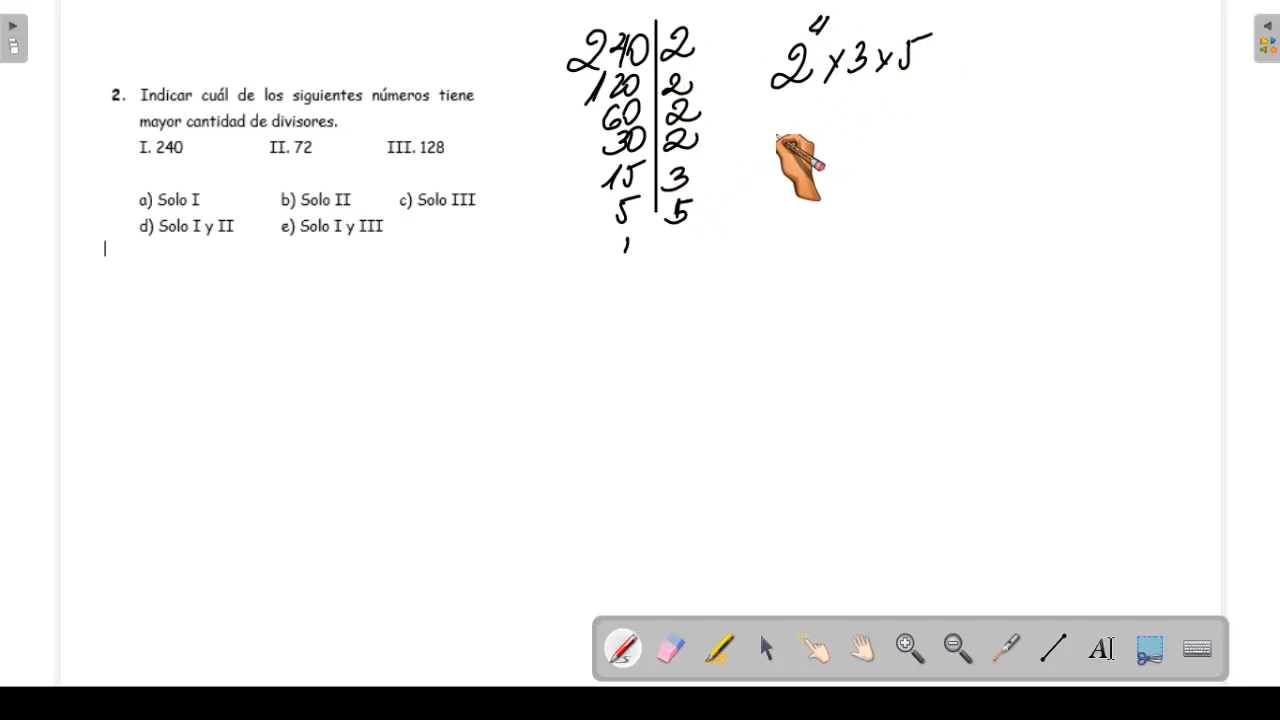 2. Indicar cuál de los siguientes números tiene
mayor cantidad de divisores.
I. 240 II. 72 III. 128
a) Solo I b) Solo II c) Solo III
d) Solo I y II e) Solo I y III
240 | 2
120 | 2
60 | 2
30 | 2
15 | 3
5 | 5
1
2⁴ x 3 x 5
AI